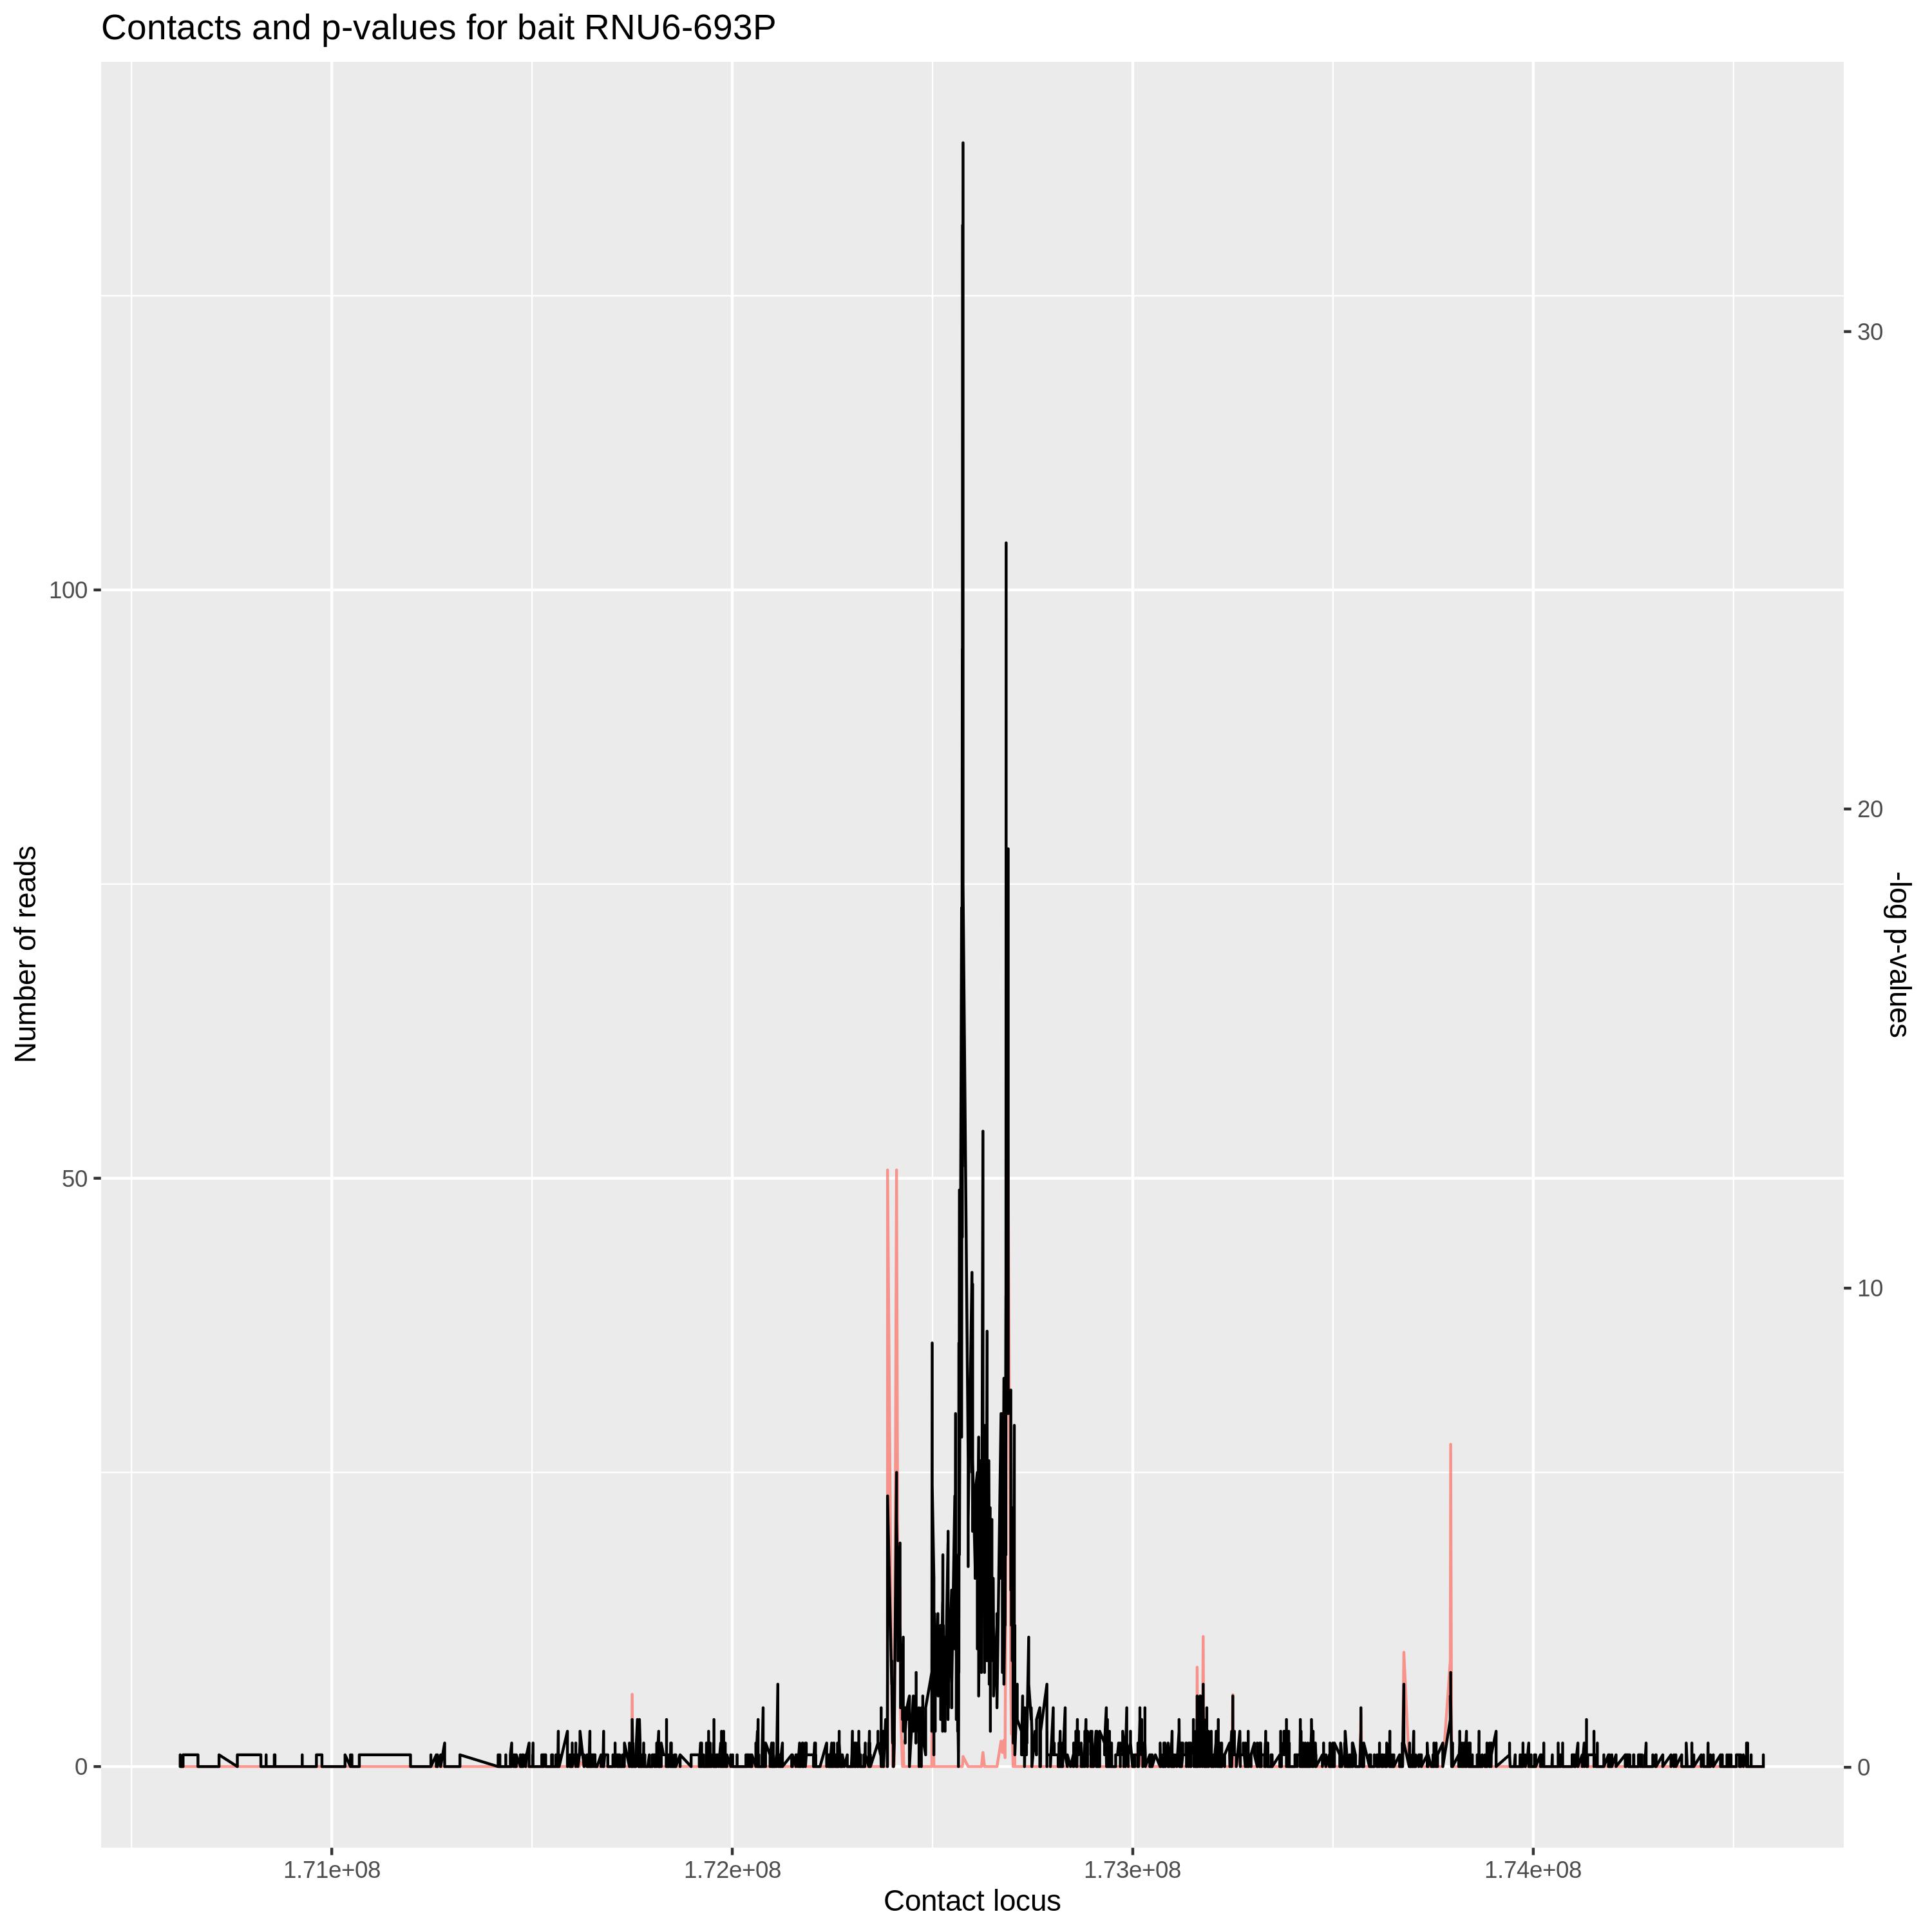 Contacts and p-values for bait RNU6-693P
Number of reads
100
50
0
30
20
10
0
-log p-values
1.71e+08
1.72e+08
1.73e+08
1.74e+08
Contact locus